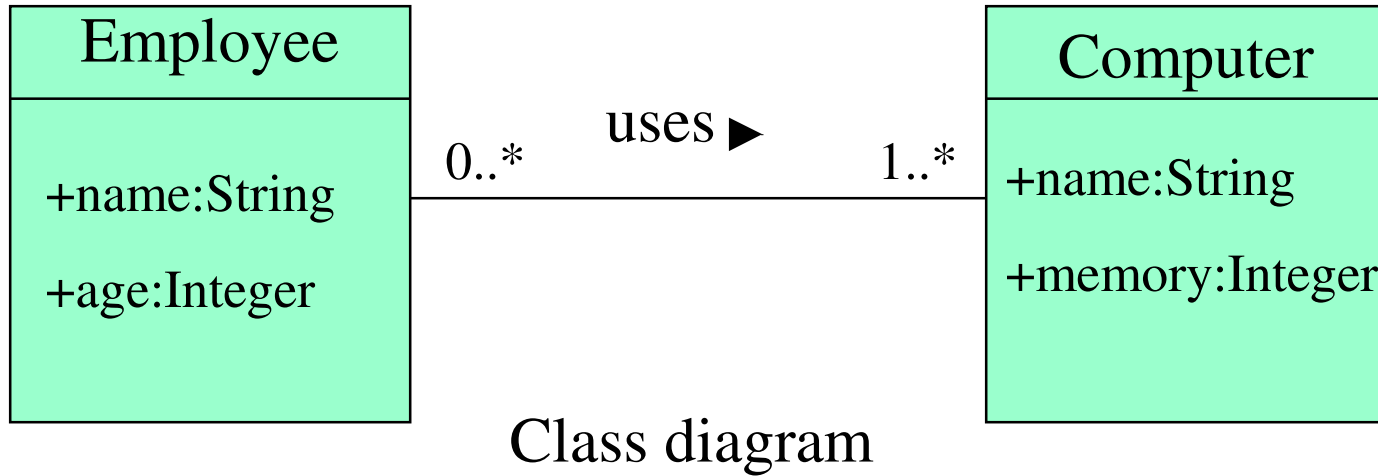 Employee
+name:String
+age:Integer
0..*
uses ►
1..*
Computer
+name:String
+memory:Integer
Class diagram